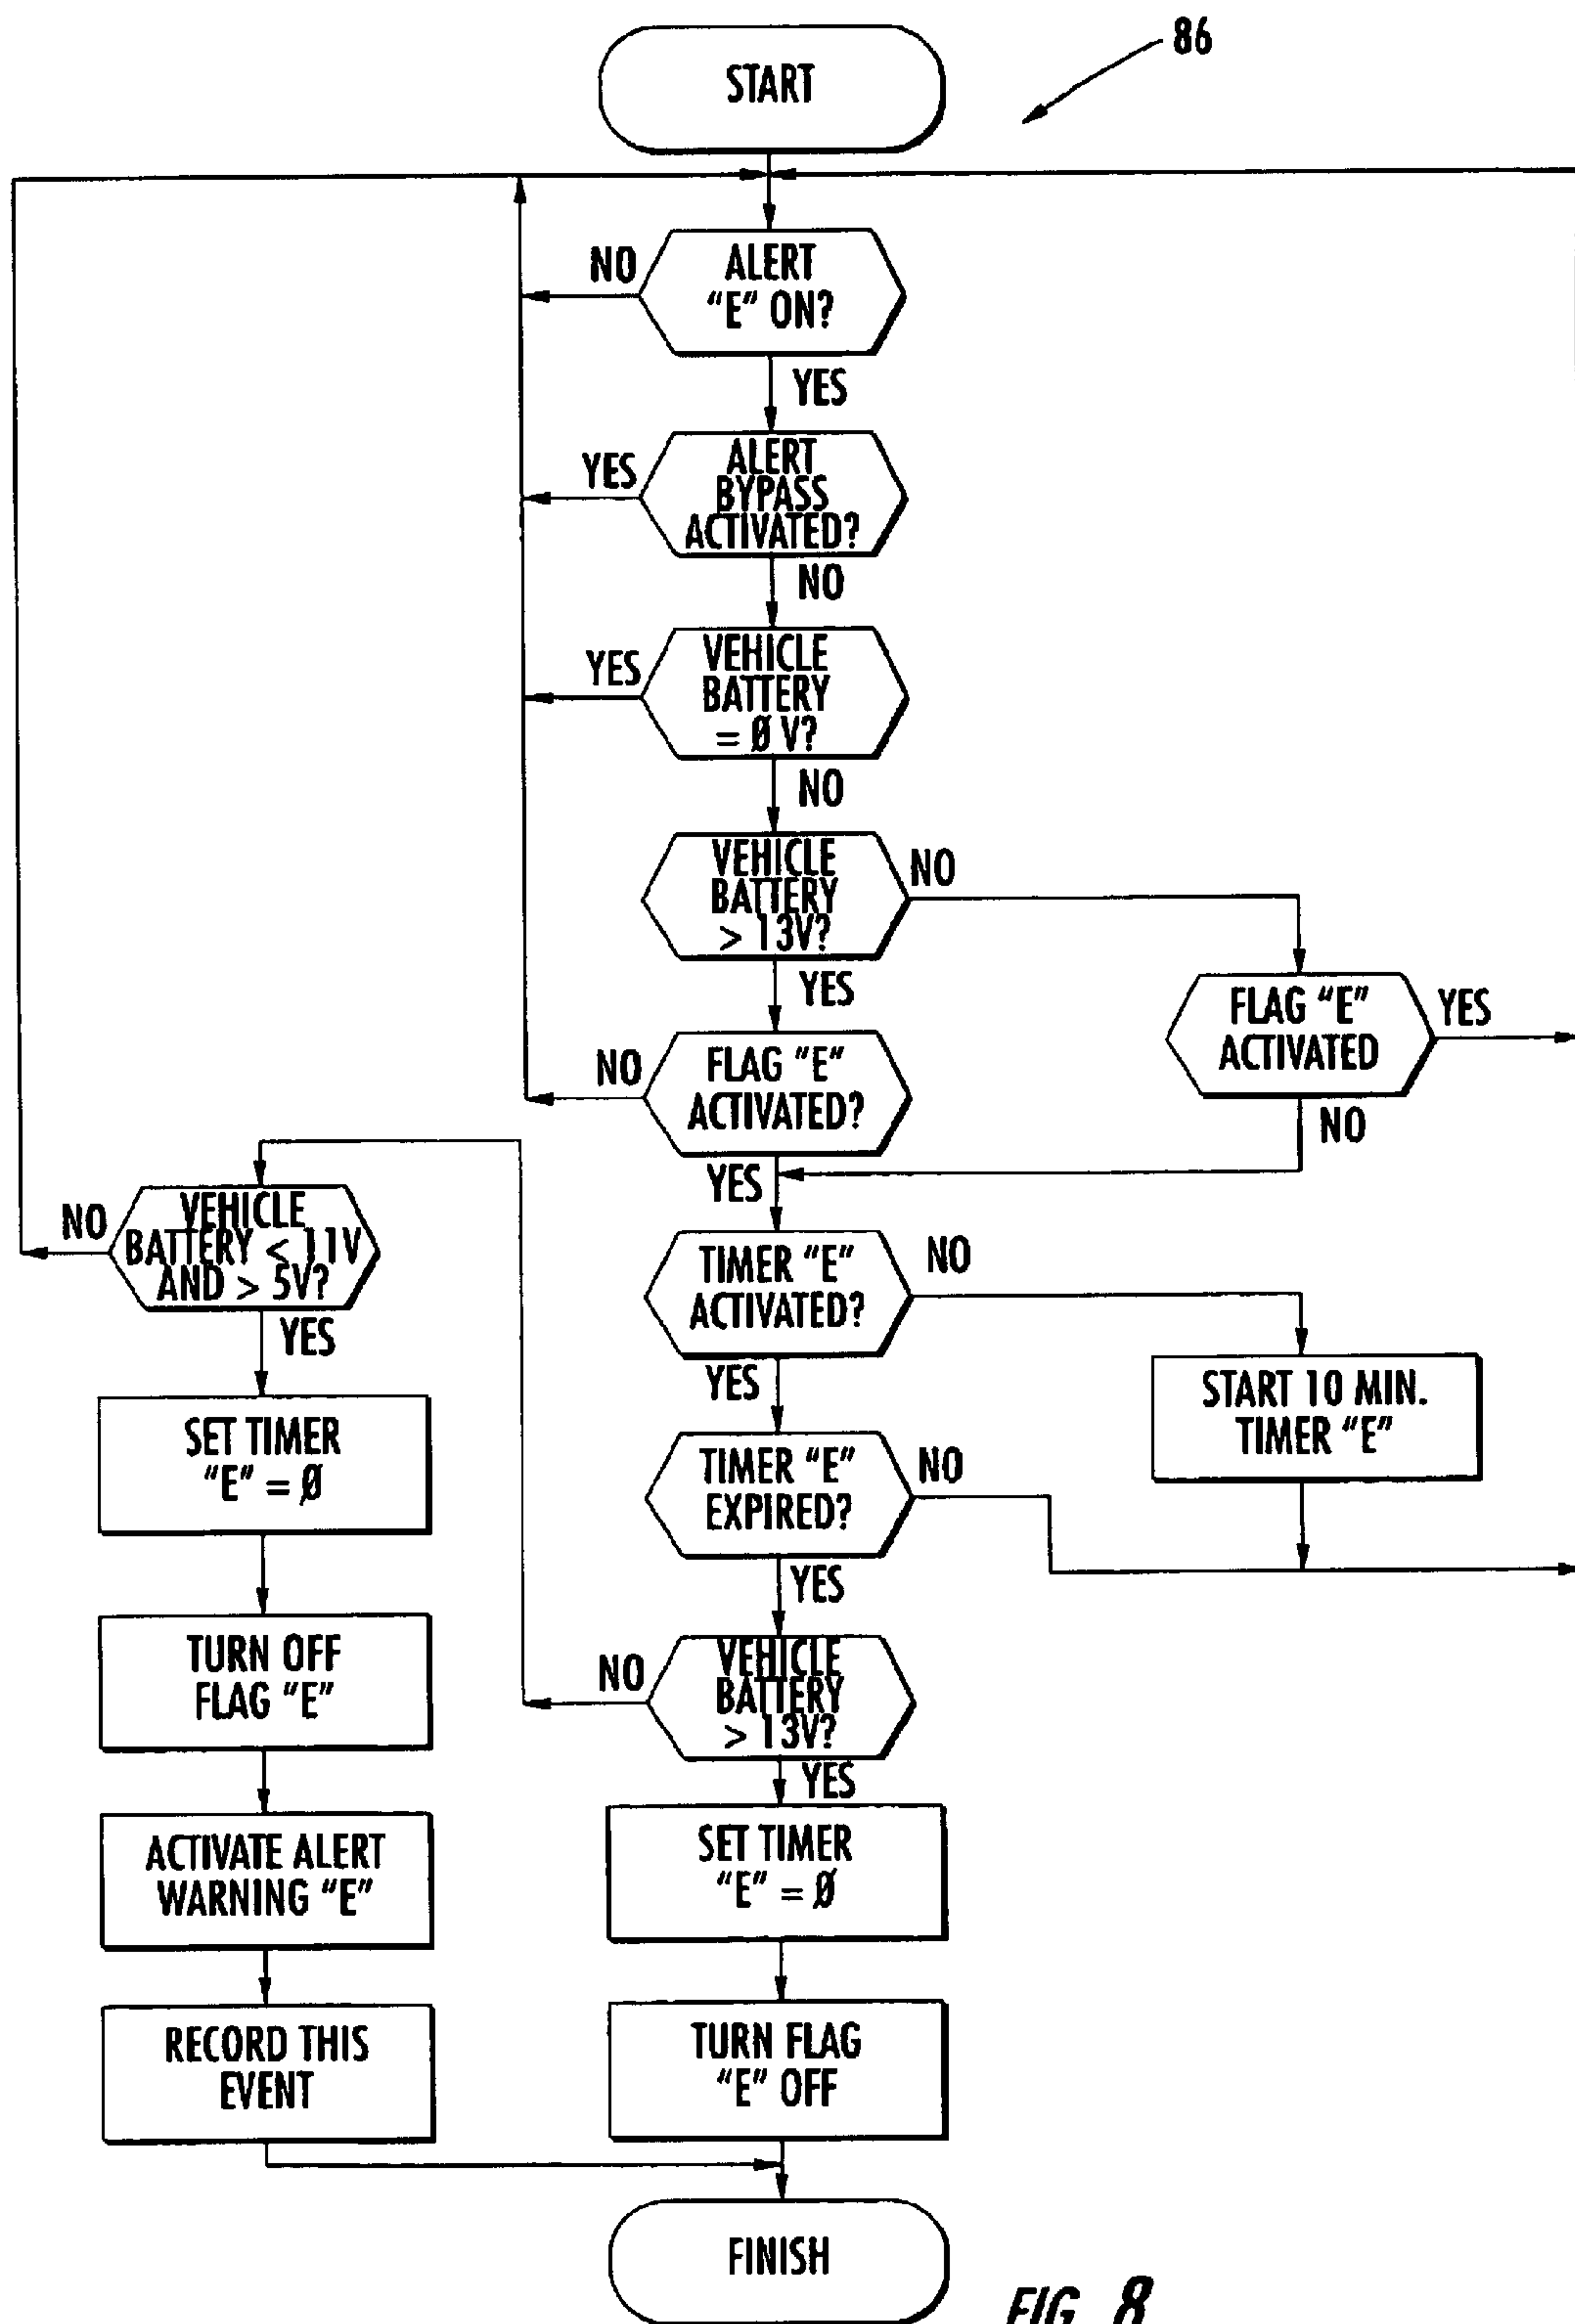 86
START
ALERT
“E” ON?
NO
YES
ALERT
BYPASS
ACTIVATED?
YES
NO
VEHICLE
BATTERY
= Ø V?
YES
NO
VEHICLE
BATTERY
> 13V?
NO
YES
FLAG “E”
ACTIVATED
YES
NO
FLAG “E”
ACTIVATED?
NO
YES
TIMER “E”
ACTIVATED?
NO
YES
START 10 MIN.
TIMER “E”
TIMER “E”
EXPIRED?
NO
YES
VEHICLE
BATTERY
> 13V?
NO
YES
SET TIMER
“E” = Ø
TURN FLAG
“E” OFF
VEHICLE
BATTERY < 11V
AND > 5V?
NO
YES
SET TIMER
“E” = Ø
TURN OFF
FLAG “E”
ACTIVATE ALERT
WARNING “E”
RECORD THIS
EVENT
FINISH
FIG. 8